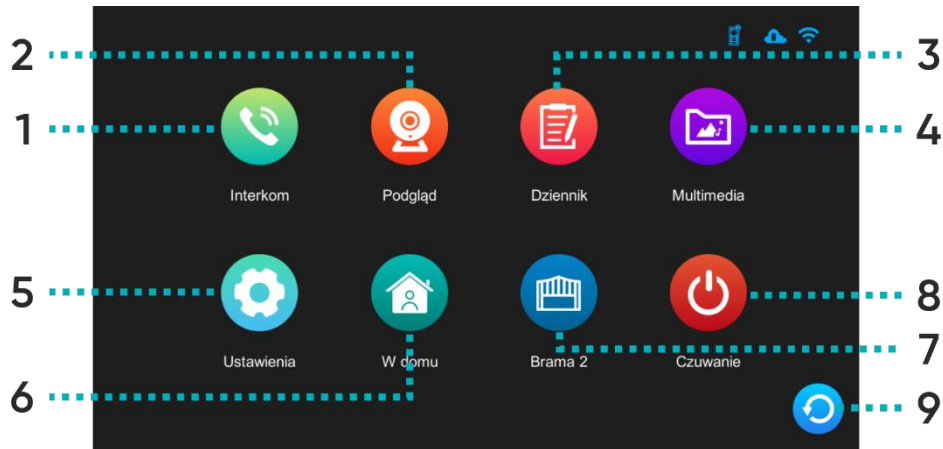 2
3
1
4
Interkom
Podgląd
Dziennik
Multimedia
5
8
Ustawienia
W domu
Brama 2
Czuwanie
7
6
9